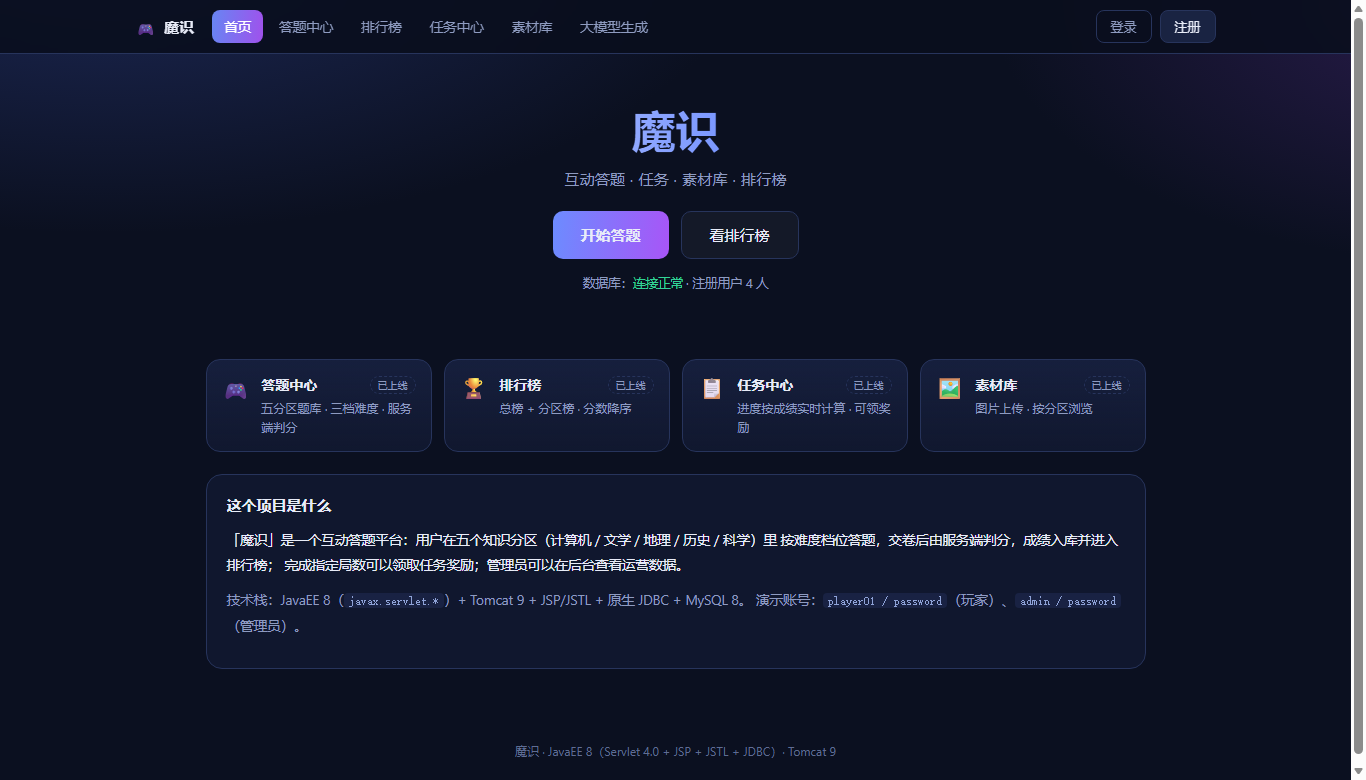 魔识 首页 答题中心 排行榜 任务中心 素材库 大模型生成 登录 注册
魔识
互动答题 · 任务 · 素材库 · 排行榜
开始答题 看排行榜
数据库：连接正常 · 注册用户 4 人
答题中心 已上线
五分区题库 · 三档难度 · 服务
端判分
排行榜 已上线
总榜 + 分区榜 · 分数降序
任务中心 已上线
进度按成绩实时计算 · 可领奖
励
素材库 已上线
图片上传 · 按分区浏览
这个项目是什么
「魔识」是一个互动答题平台：用户在五个知识分区（计算机 / 文学 / 地理 / 历史 / 科学）里 按难度档位答题，交卷后由服务端判分，成绩入库并进入
排行榜； 完成指定局数可以领取任务奖励；管理员可以在后台查看运营数据。
技术栈：JavaEE 8（javax.servlet.*）+ Tomcat 9 + JSP/JSTL + 原生 JDBC + MySQL 8。 演示账号：player01 / password（玩家）、admin / password
（管理员）。
魔识 · JavaEE 8（Servlet 4.0 + JSP + JSTL + JDBC）· Tomcat 9